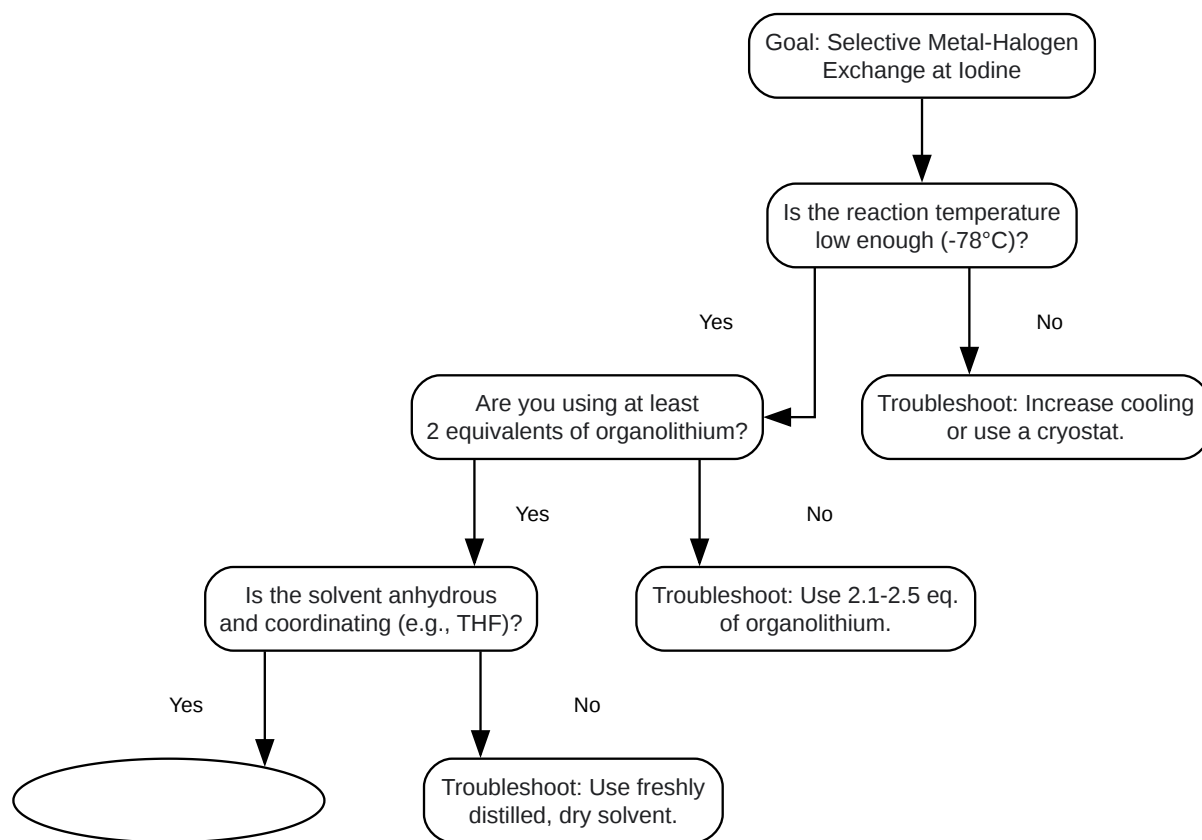 Goal: Selective Metal-Halogen
Exchange at Iodine
Is the reaction temperature
low enough (-78°C)?
Yes
No
Are you using at least
2 equivalents of organolithium?
Troubleshoot: Increase cooling
or use a cryostat.
Yes
No
Is the solvent anhydrous
and coordinating (e.g., THF)?
Troubleshoot: Use 2.1-2.5 eq.
of organolithium.
Yes
No
Troubleshoot: Use freshly
distilled, dry solvent.